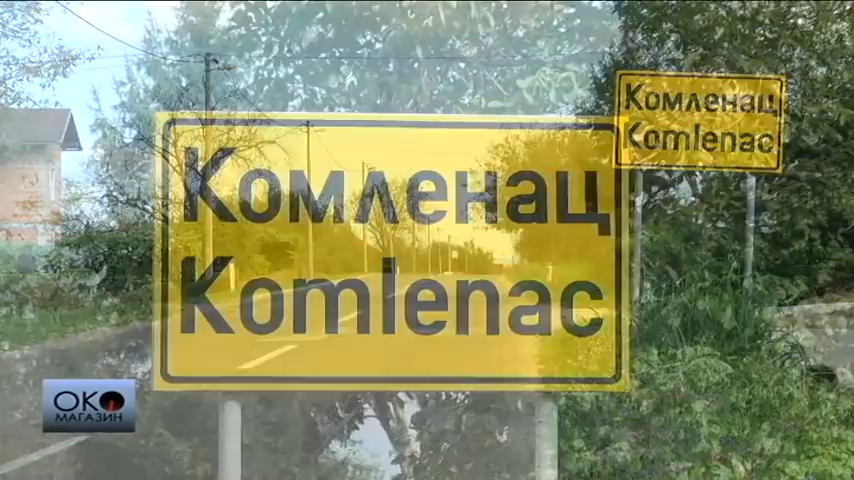 Комленац
Komlenac
Комленац
Komlenac
ОКО
МАГАЗИН